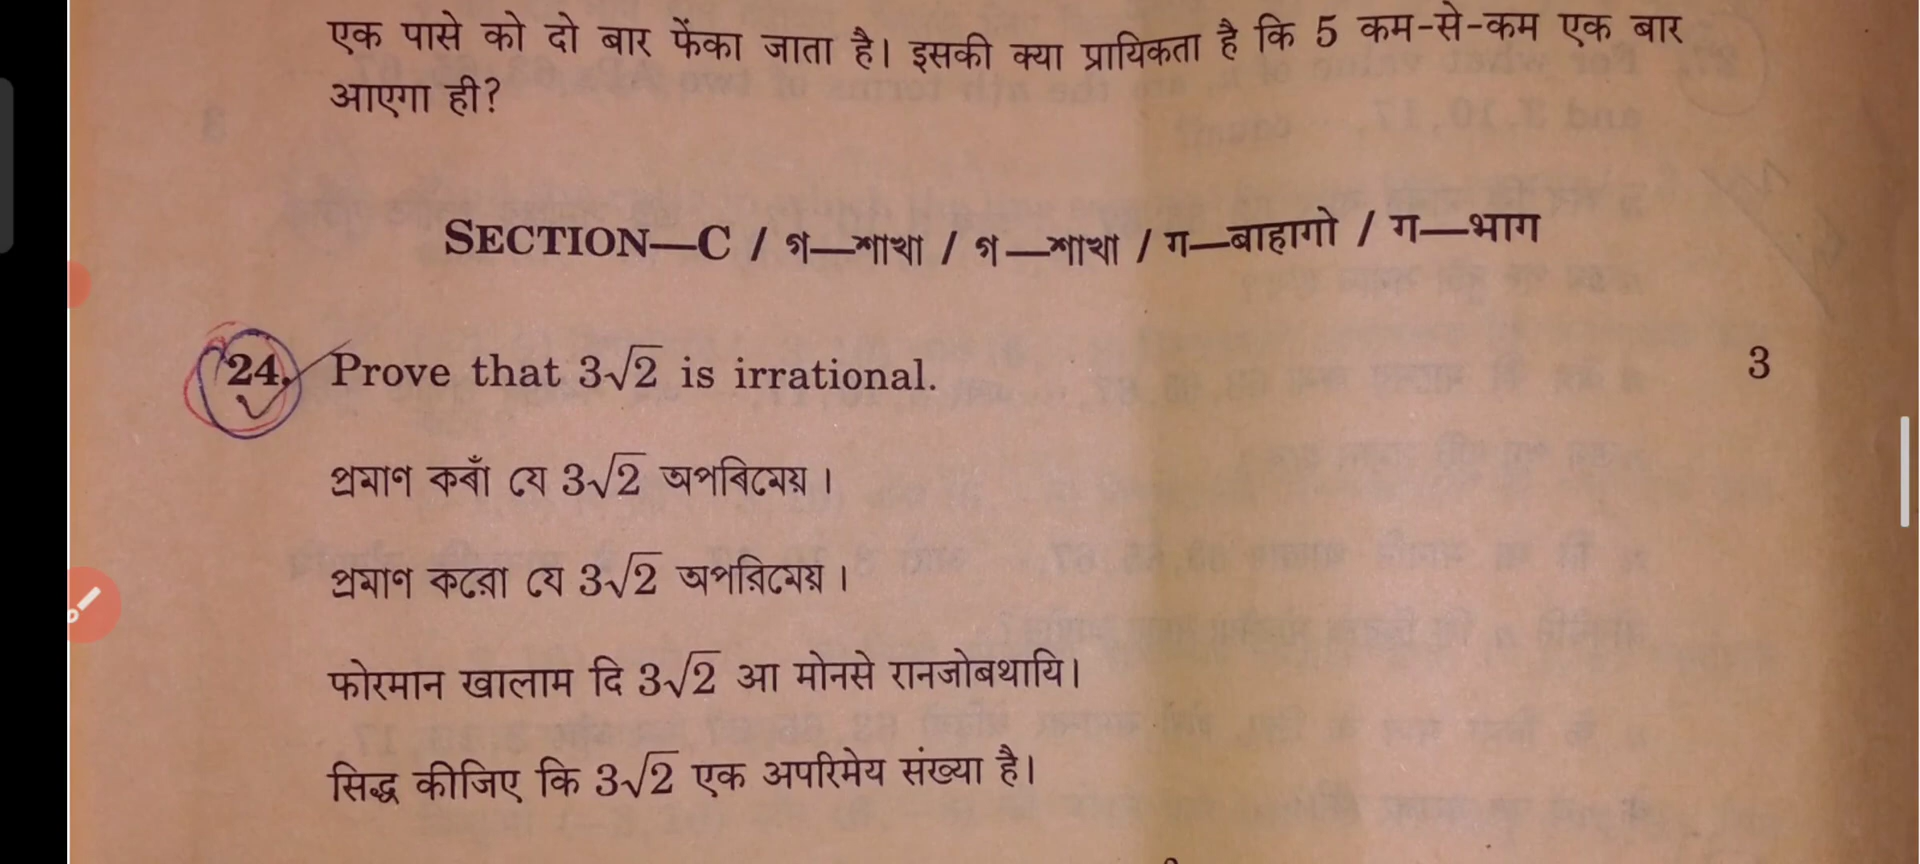 एक पासे को दो बार फेंका जाता है। इसकी क्या प्रायिकता है कि 5 कम-से-कम एक बार
आएगा ही?
SECTION—C / গ—শাখা / গ—শাখা / ग—बाहागो / ग—भाग
24. Prove that 3√2 is irrational. 3
প্ৰমাণ কৰাঁ যে 3√2 অপৰিমেয়।
প্রমাণ করো যে 3√2 অপরিমেয়।
फोरमान खालाम दि 3√2 आ मोनसे रानजोबथायि।
सिद्ध कीजिए कि 3√2 एक अपरिमेय संख्या है।